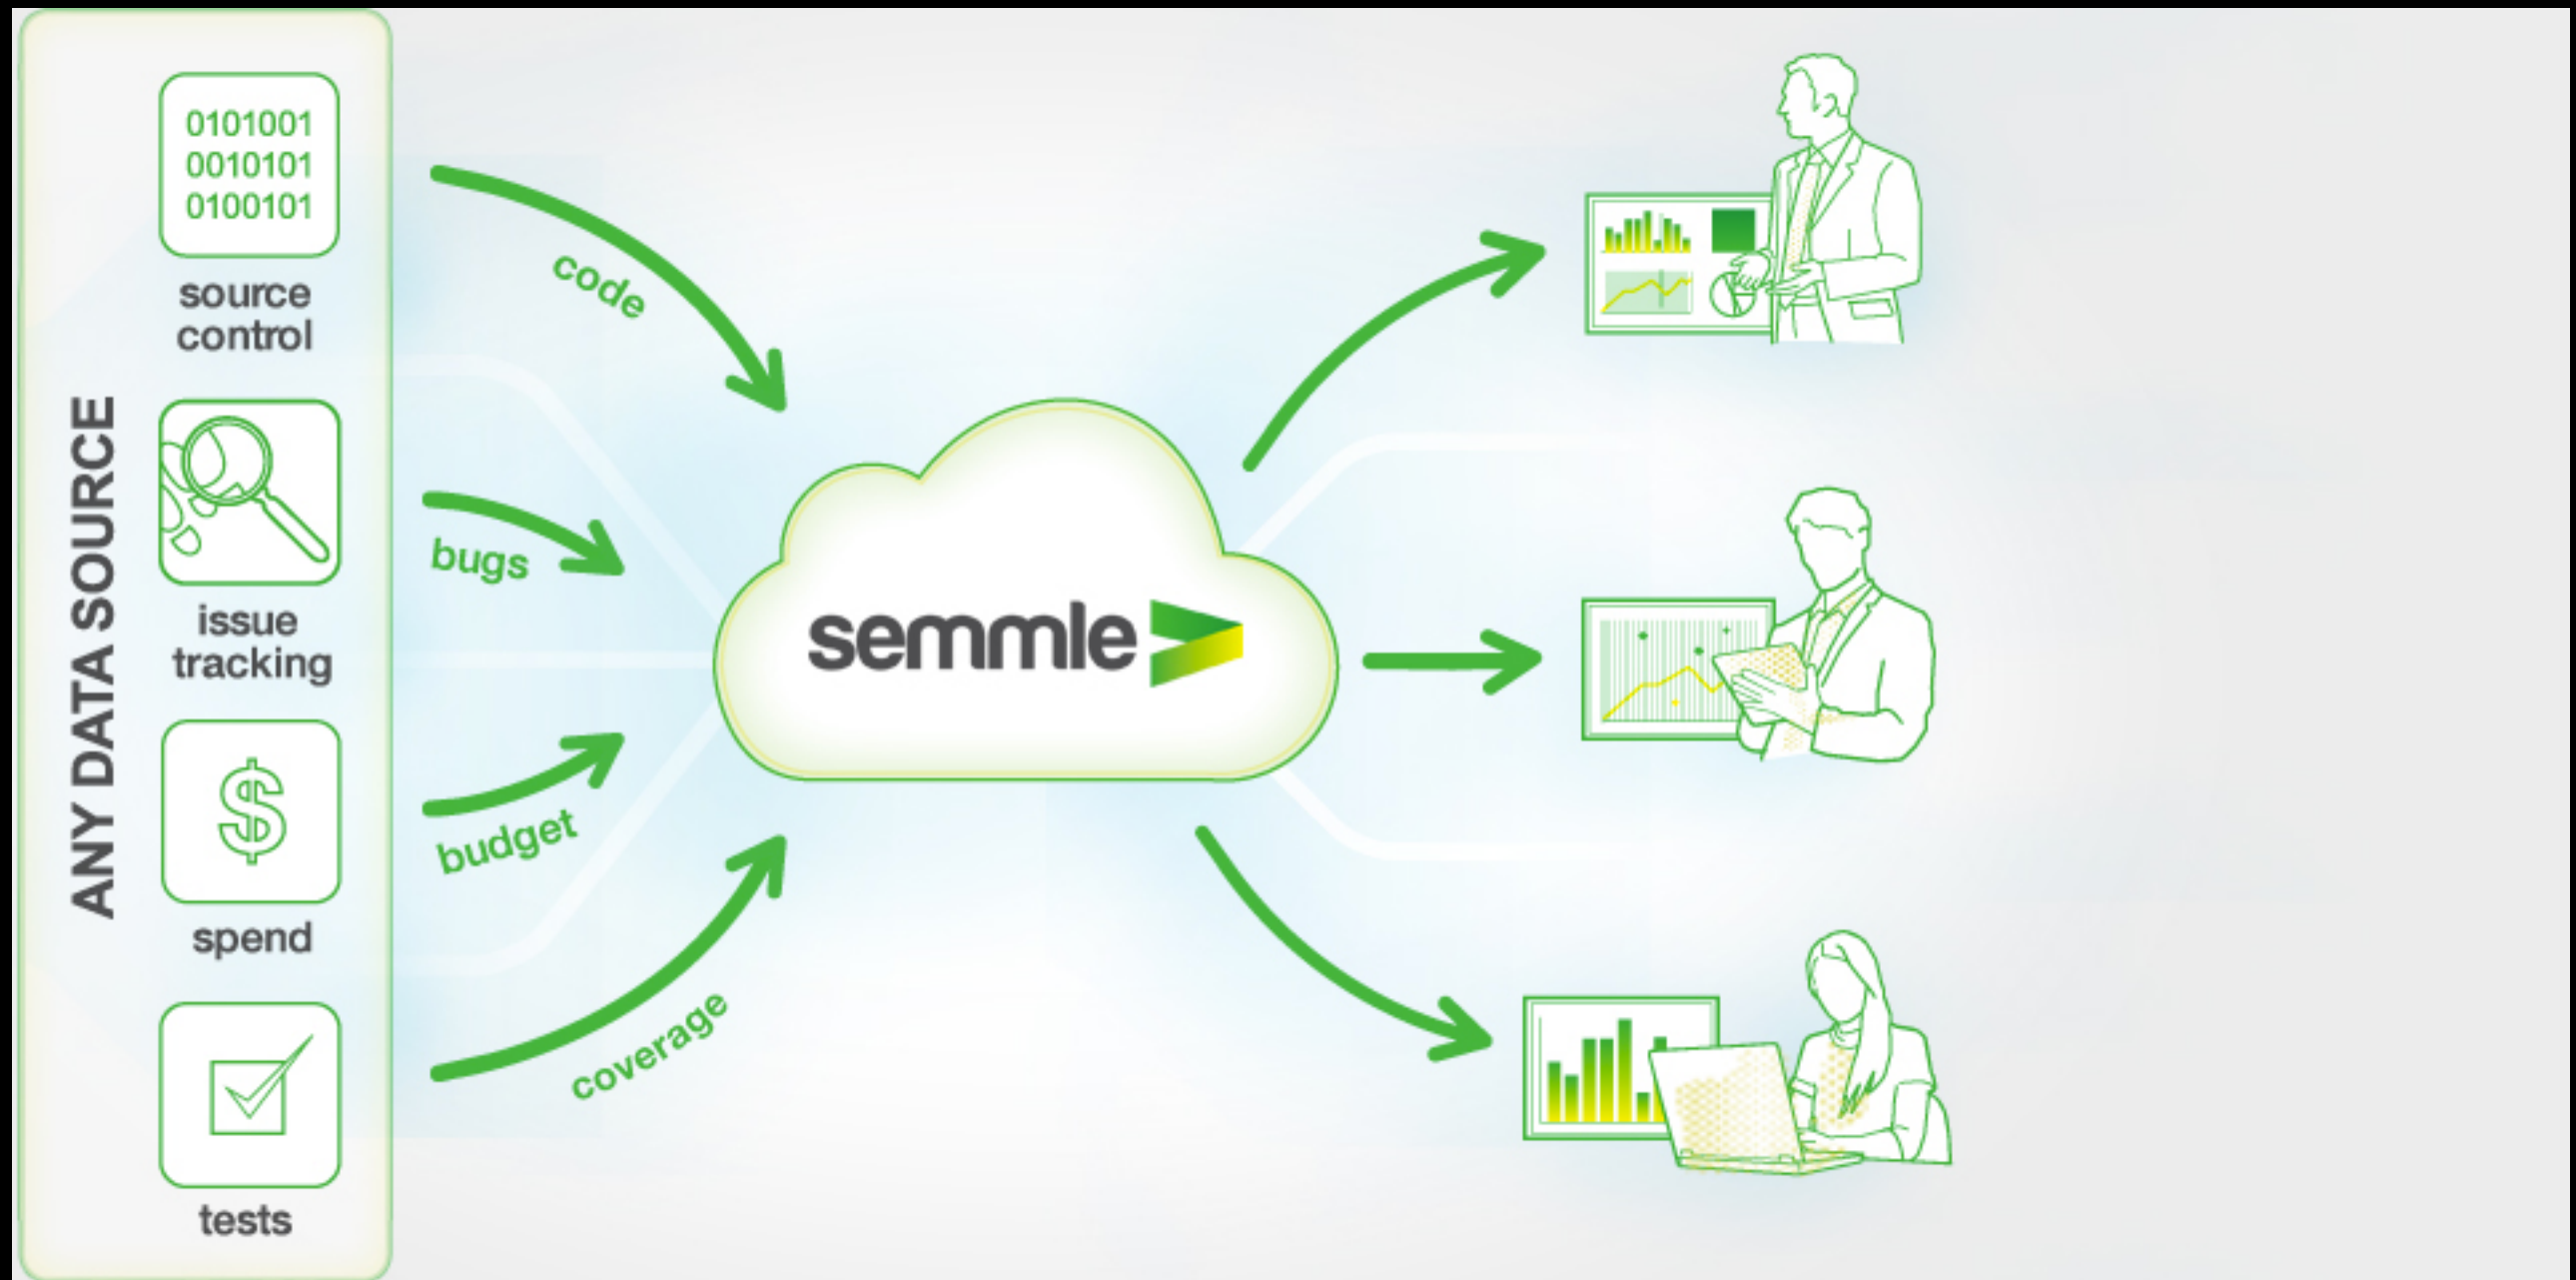 ANY DATA SOURCE
0101001
0010101
0100101
source
control
issue
tracking
$
spend
tests
code
bugs
budget
coverage
semmle